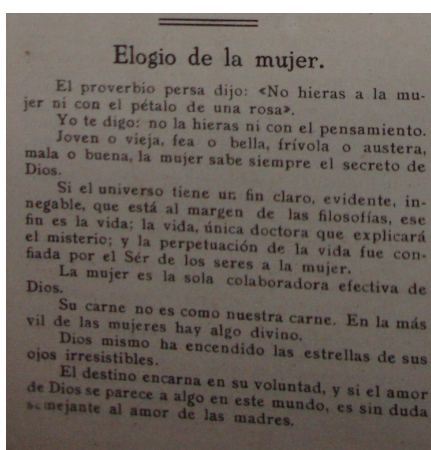 Elogio de la mujer.
El proverbio persa dijo: «No hieras a la mu-
jer ni con el pétalo de una rosa».
Yo te digo: no la hieras ni con el pensamiento.
Joven o vieja, fea o bella, frívola o austera,
mala o buena, la mujer sabe siempre el secreto de
Dios.
Si el universo tiene un fin claro, evidente, in-
negable, que está al margen de las filosofías, ese
fin es la vida; la vida, única doctora que explicará
el misterio; y la perpetuación de la vida fue con-
fiada por el Sér de los seres a la mujer.
La mujer es la sola colaboradora efectiva de
Dios.
Su carne no es como nuestra carne. En la más
vil de las mujeres hay algo divino.
Dios mismo ha encendido las estrellas de sus
ojos irresistibles.
El destino encarna en su voluntad, y si el amor
de Dios se parece a algo en este mundo, es sin duda
semejante al amor de las madres.